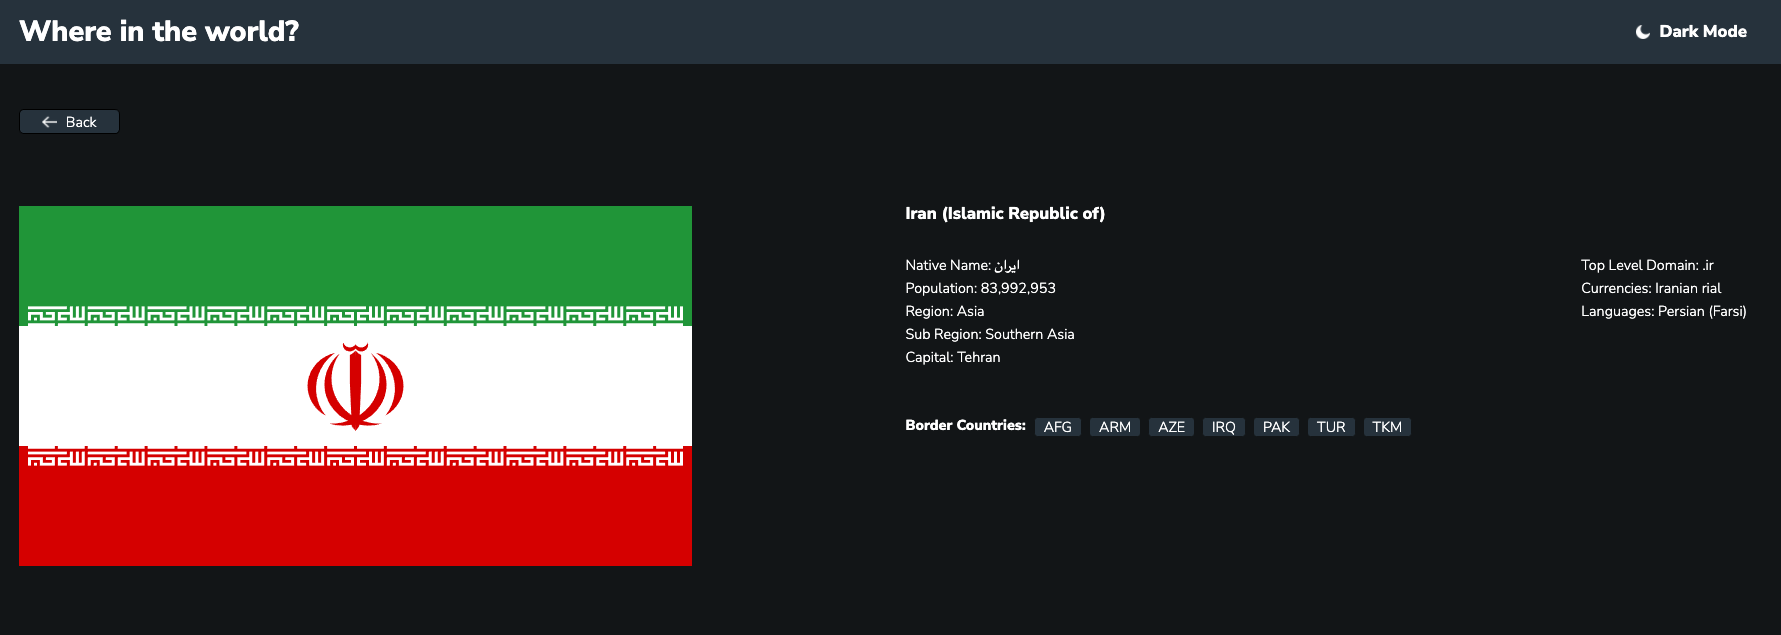 Where in the world?
Dark Mode
Back
Iran (Islamic Republic of)
Native Name: ایران
Population: 83,992,953
Region: Asia
Sub Region: Southern Asia
Capital: Tehran
Top Level Domain: .ir
Currencies: Iranian rial
Languages: Persian (Farsi)
Border Countries: AFG ARM AZE IRQ PAK TUR TKM